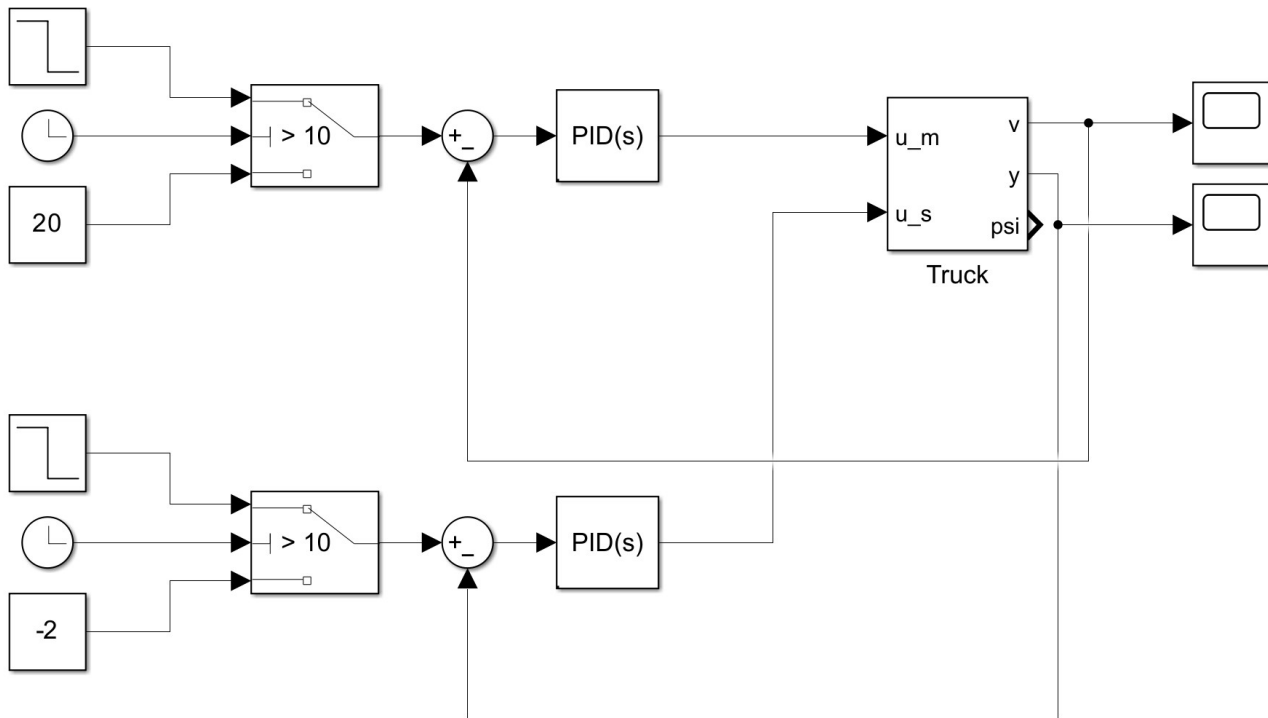 > 10
20
+
−
PID(s)
u_m
u_s
v
y
psi
Truck
> 10
-2
+
−
PID(s)